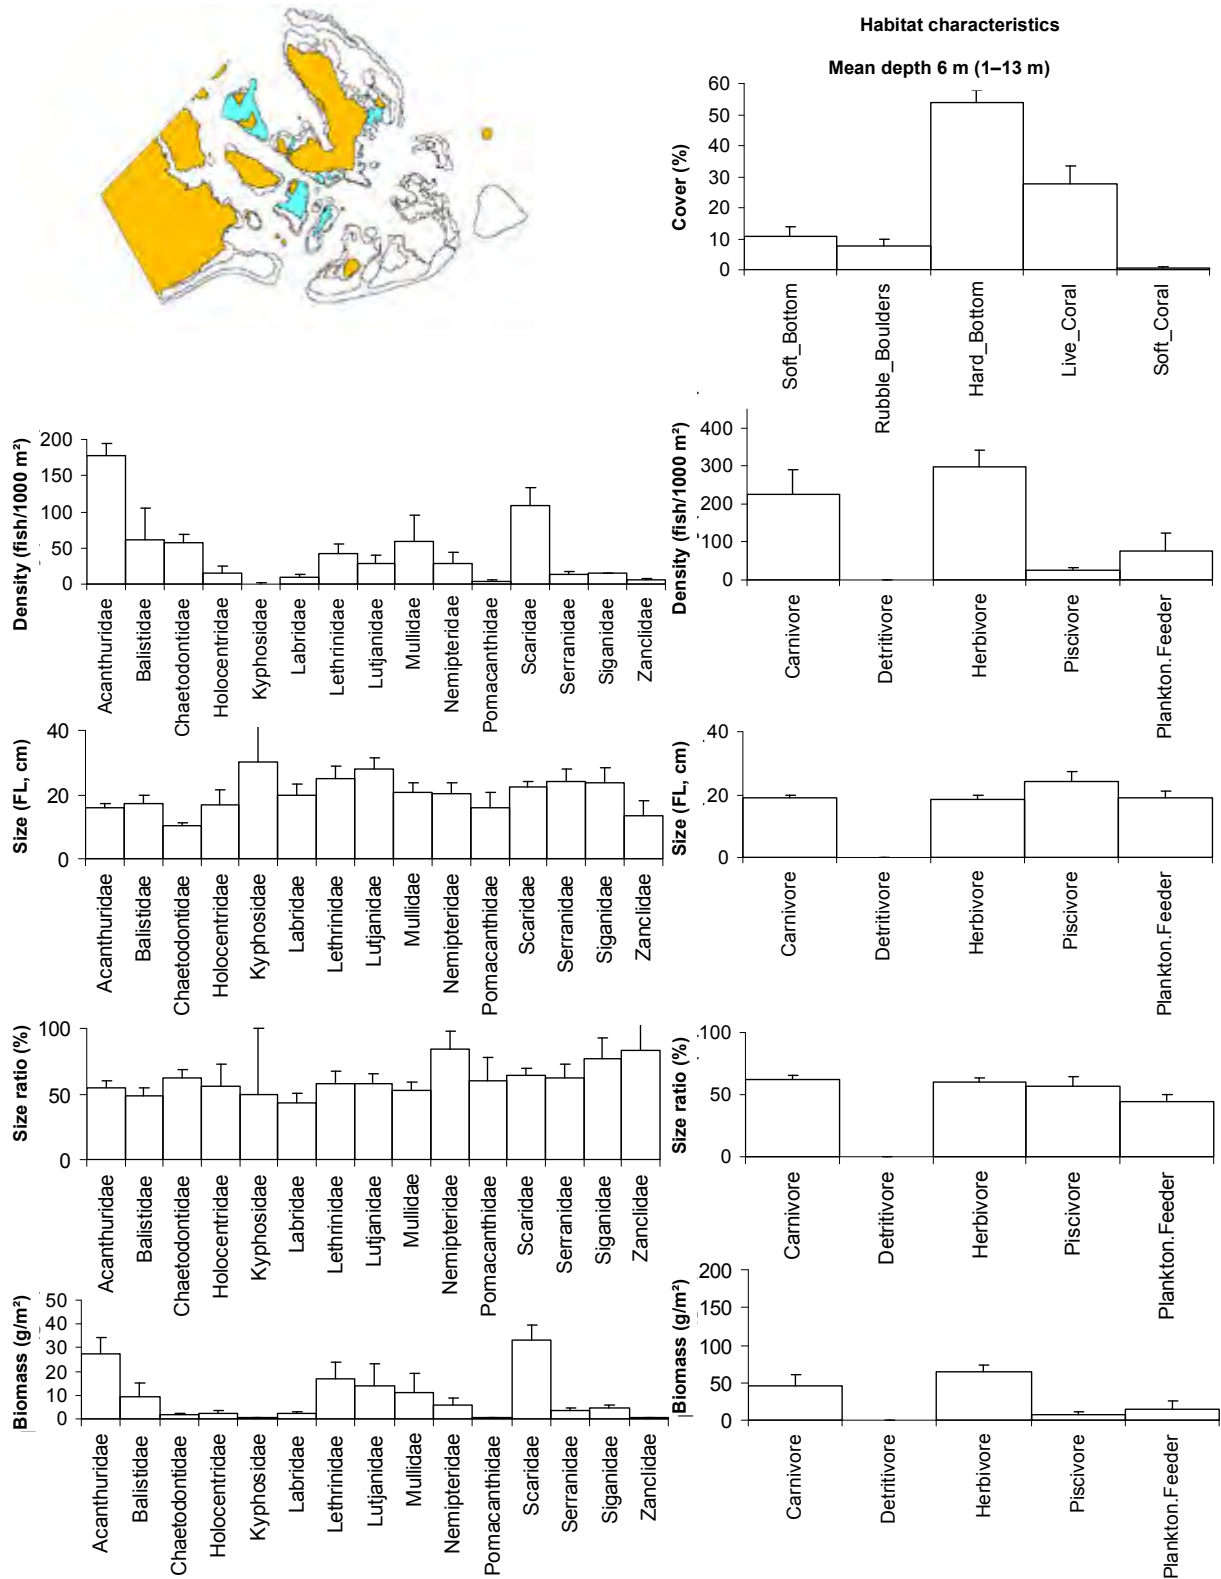 Habitat characteristics
Mean depth 6 m (1–13 m)
Cover (%)
60
50
40
30
20
10
0
Soft_Bottom
Rubble_Boulders
Hard_Bottom
Live_Coral
Soft_Coral
Density (fish/1000 m²)
200
150
100
50
0
Acanthuridae
Balistidae
Chaetodontidae
Holocentridae
Kyphosidae
Labridae
Lethrinidae
Lutjanidae
Mullidae
Nemipteridae
Pomacanthidae
Scaridae
Serranidae
Siganidae
Zanclidae
Density (fish/1000 m²)
400
300
200
100
0
Carnivore
Detritivore
Herbivore
Piscivore
Plankton.Feeder
Size (FL, cm)
40
20
0
Acanthuridae
Balistidae
Chaetodontidae
Holocentridae
Kyphosidae
Labridae
Lethrinidae
Lutjanidae
Mullidae
Nemipteridae
Pomacanthidae
Scaridae
Serranidae
Siganidae
Zanclidae
Size (FL, cm)
40
20
0
Carnivore
Detritivore
Herbivore
Piscivore
Plankton.Feeder
Size ratio (%)
100
50
0
Acanthuridae
Balistidae
Chaetodontidae
Holocentridae
Kyphosidae
Labridae
Lethrinidae
Lutjanidae
Mullidae
Nemipteridae
Pomacanthidae
Scaridae
Serranidae
Siganidae
Zanclidae
Size ratio (%)
100
50
0
Carnivore
Detritivore
Herbivore
Piscivore
Plankton.Feeder
Biomass (g/m²)
50
40
30
20
10
0
Acanthuridae
Balistidae
Chaetodontidae
Holocentridae
Kyphosidae
Labridae
Lethrinidae
Lutjanidae
Mullidae
Nemipteridae
Pomacanthidae
Scaridae
Serranidae
Siganidae
Zanclidae
Biomass (g/m²)
200
150
100
50
0
Carnivore
Detritivore
Herbivore
Piscivore
Plankton.Feeder